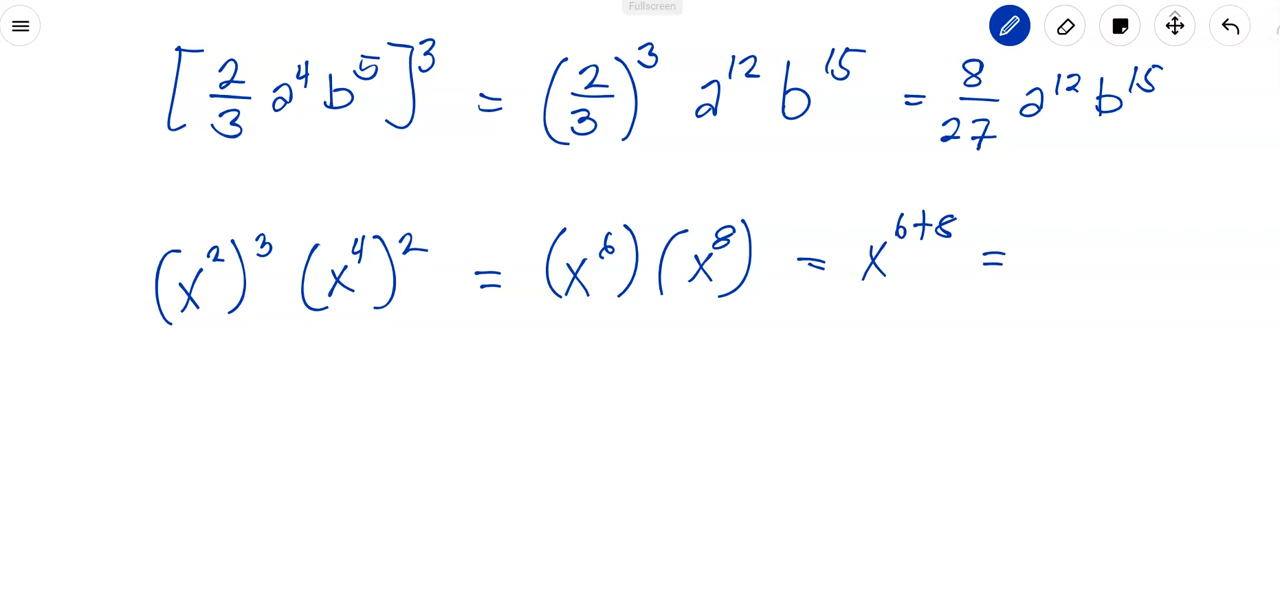 Fullscreen
[2/3 a⁴ b⁵]³ = (2/3)³ a¹² b¹⁵ = 8/27 a¹² b¹⁵
(x²)³ (x⁴)² = (x⁶)(x⁸) = x⁶⁺⁸ =